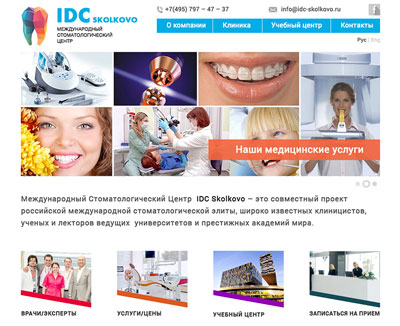 IDC SKOLKOVO
МЕЖДУНАРОДНЫЙ
СТОМАТОЛОГИЧЕСКИЙ
ЦЕНТР
+7(495) 797 – 47 – 37
info@idc-skolkovo.ru
О компании
Клиника
Учебный центр
Контакты
Рус | Eng
Наши медицинские услуги
Международный Стоматологический Центр IDC Skolkovo – это совместный проект
российской международной стоматологической элиты, широко известных клиницистов,
ученых и лекторов ведущих университетов и престижных академий мира.
ВРАЧИ/ЭКСПЕРТЫ
УСЛУГИ/ЦЕНЫ
УЧЕБНЫЙ ЦЕНТР
ЗАПИСАТЬСЯ НА ПРИЕМ